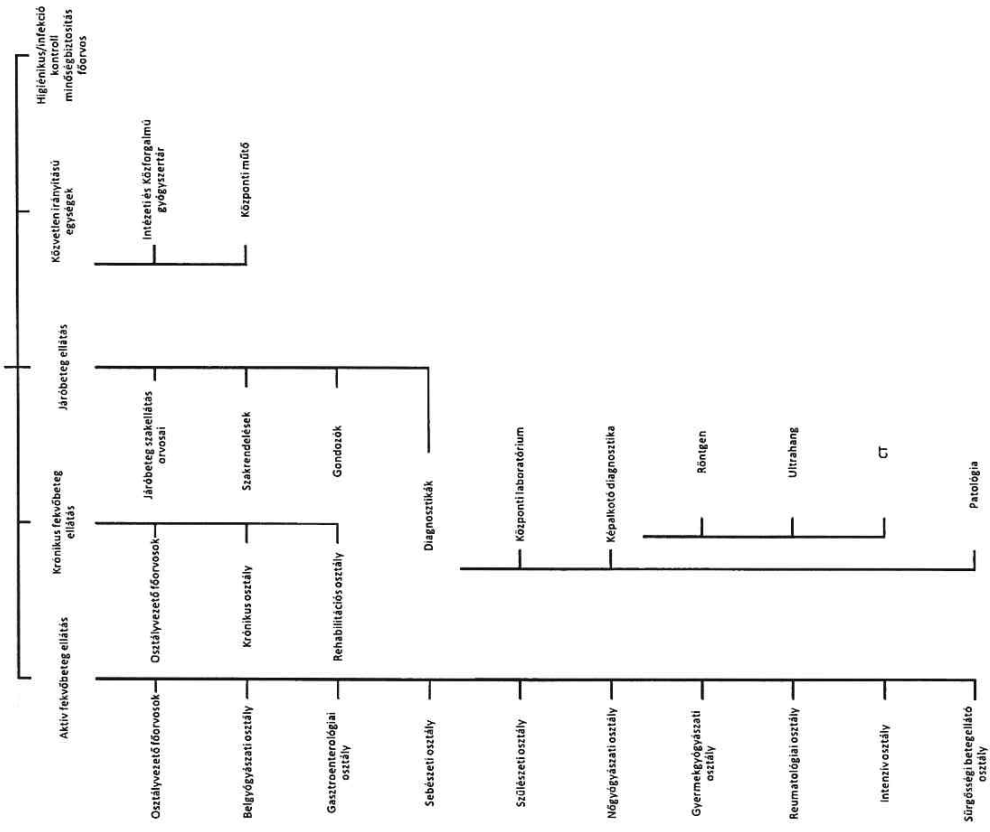 Aktiv fekvőbeteg ellátás
Osztályvezető főorvosok
Belgyógyászati osztály
Gasztroenterológiai
osztály
Sebészeti osztály
Szülészeti osztály
Nőgyógyászati osztály
Gyermekgyógyászati
osztály
Reumatológiai osztály
Intenzív osztály
Sürgősségi betegellátó
osztály
Krónikus fekvőbeteg
ellátás
Osztályvezető főorvosok
Krónikus osztály
Rehabilitációs osztály
Járóbeteg ellátás
Járóbeteg szakellátas
orvosai
Szakrendelések
Gondozók
Diagnosztikák
Központi laboratórium
Képalkotó diagnosztika
Röntgen
Ultrahang
CT
Patológia
Közvetlen irányítású
egységek
Intézeti és Közforgalmú
gyógyszertár
Központi műtő
Higiénikus/infekció
kontroll
minőségbiztosítás
főorvos